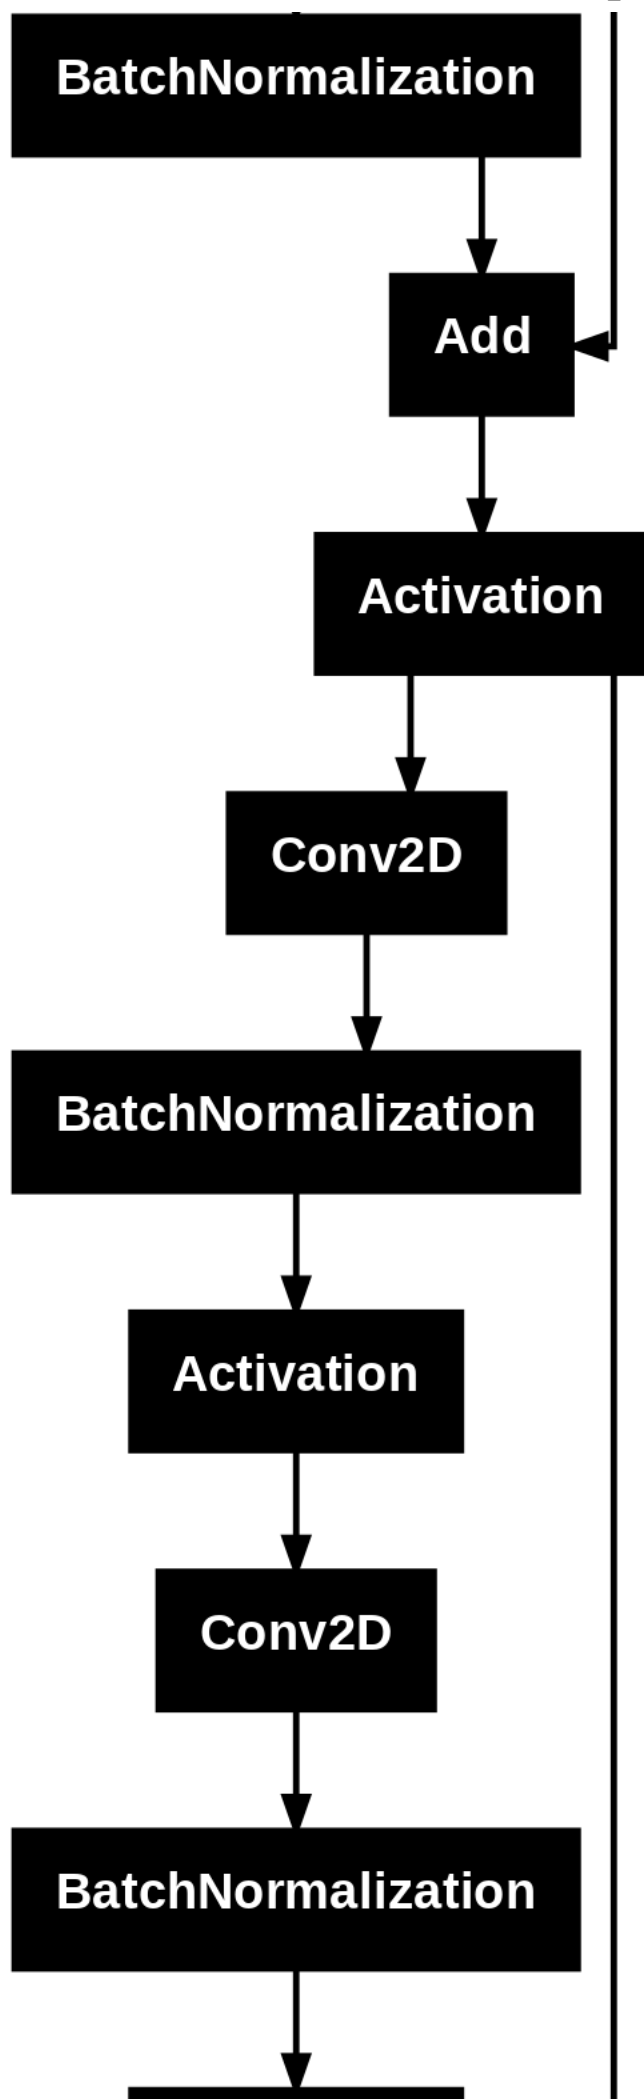 BatchNormalization
Add
Activation
Conv2D
BatchNormalization
Activation
Conv2D
BatchNormalization